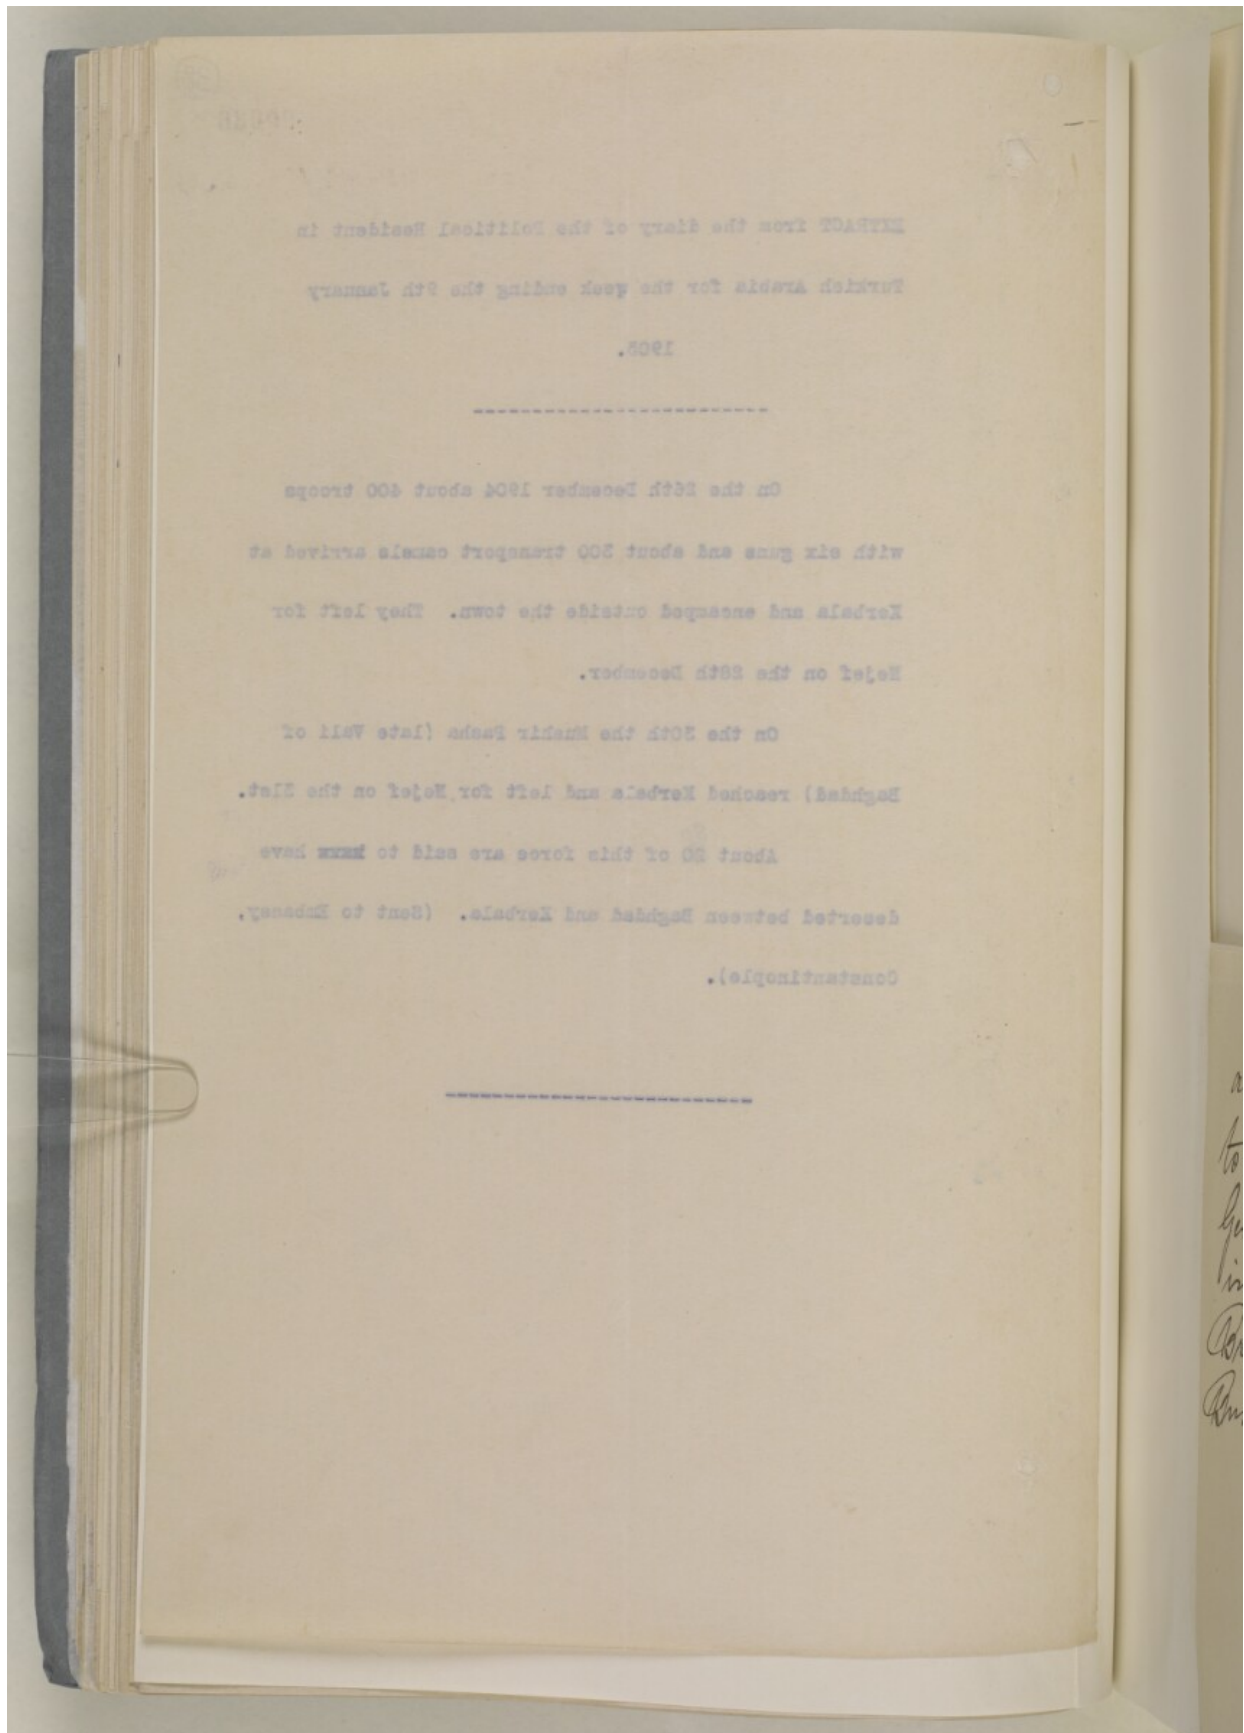 EXTRACT from the diary of the Political Resident in
Turkish Arabia for the week ending the 9th January
1905.
On the 26th December 1904 about 400 troops
with six guns and about 300 transport camels arrived at
Kerbala and encamped outside the town. They left for
Nejef on the 28th December.
On the 30th the Mushir Pasha (late Vali of
Baghdad) reached Kerbala and left for Nejef on the 31st.
About 20 of this force are said to have
deserted between Baghdad and Kerbala. (Sent to Embassy,
Constantinople).
to